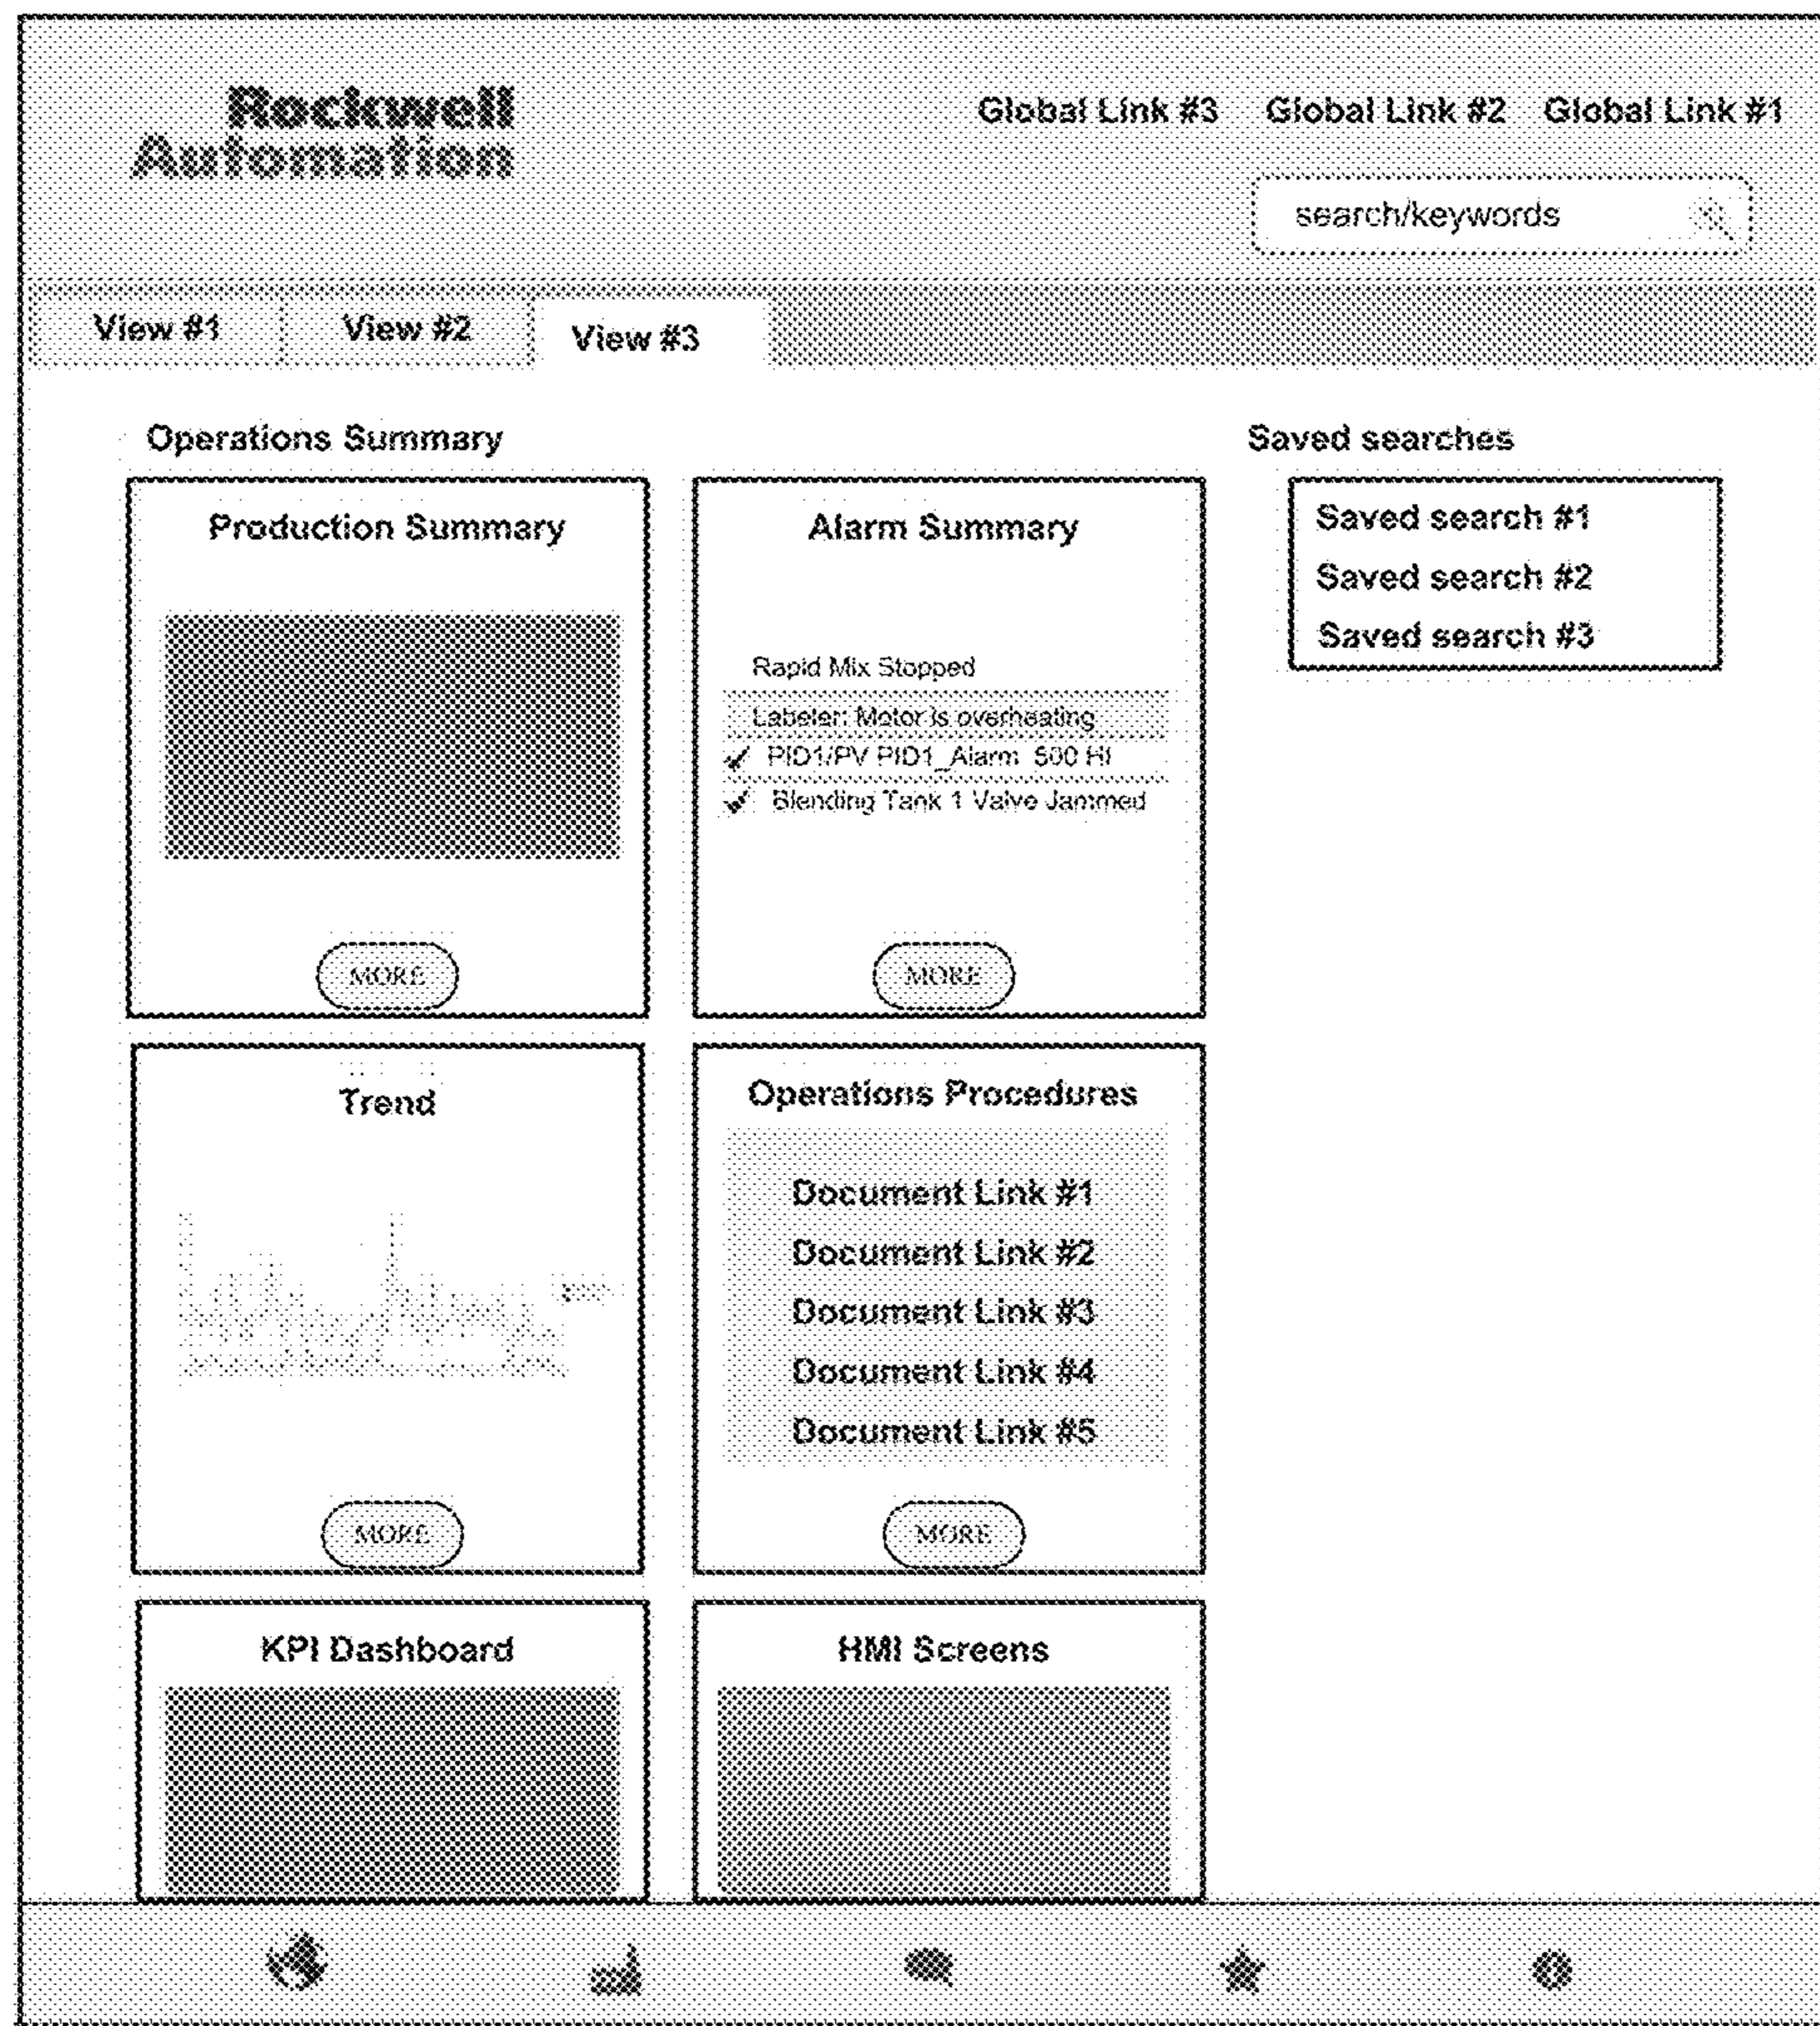 Rockwell
Automation
Global Link #3 Global Link #2 Global Link #1
search/keywords
View #1 View #2 View #3
Operations Summary
Saved searches
Production Summary
MORE
Alarm Summary
Rapid Mix Stopped
Labeler: Motor is overheating
PID1/PV PID1_Alarm 500 HI
Blending Tank 1 Valve Jammed
MORE
Saved search #1
Saved search #2
Saved search #3
Trend
MORE
Operations Procedures
Document Link #1
Document Link #2
Document Link #3
Document Link #4
Document Link #5
MORE
KPI Dashboard
HMI Screens